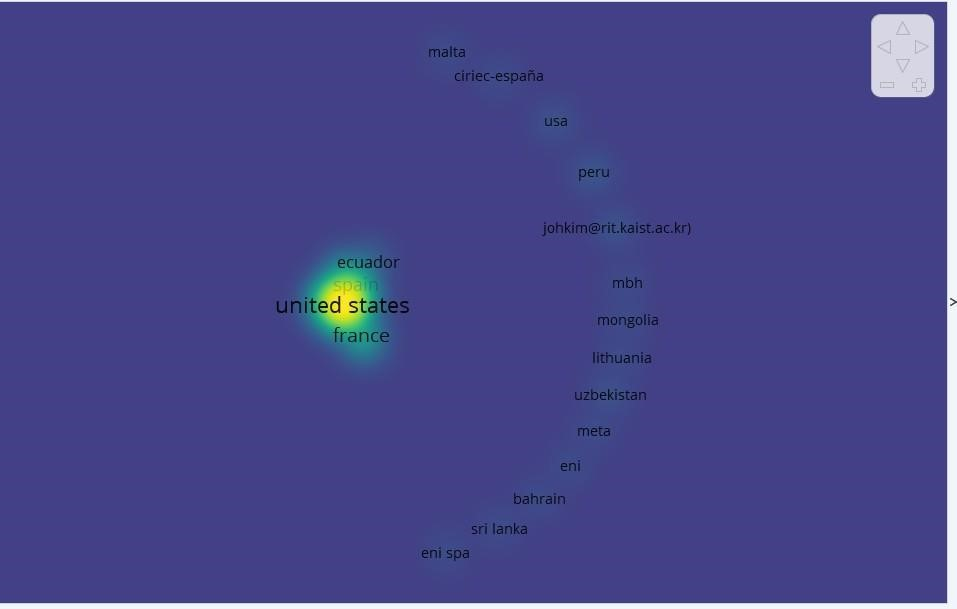 malta
ciriec-españa
usa
peru
johkim@rit.kaist.ac.kr)
ecuador
mbh
spain
united states
mongolia
france
lithuania
uzbekistan
meta
eni
bahrain
sri lanka
eni spa